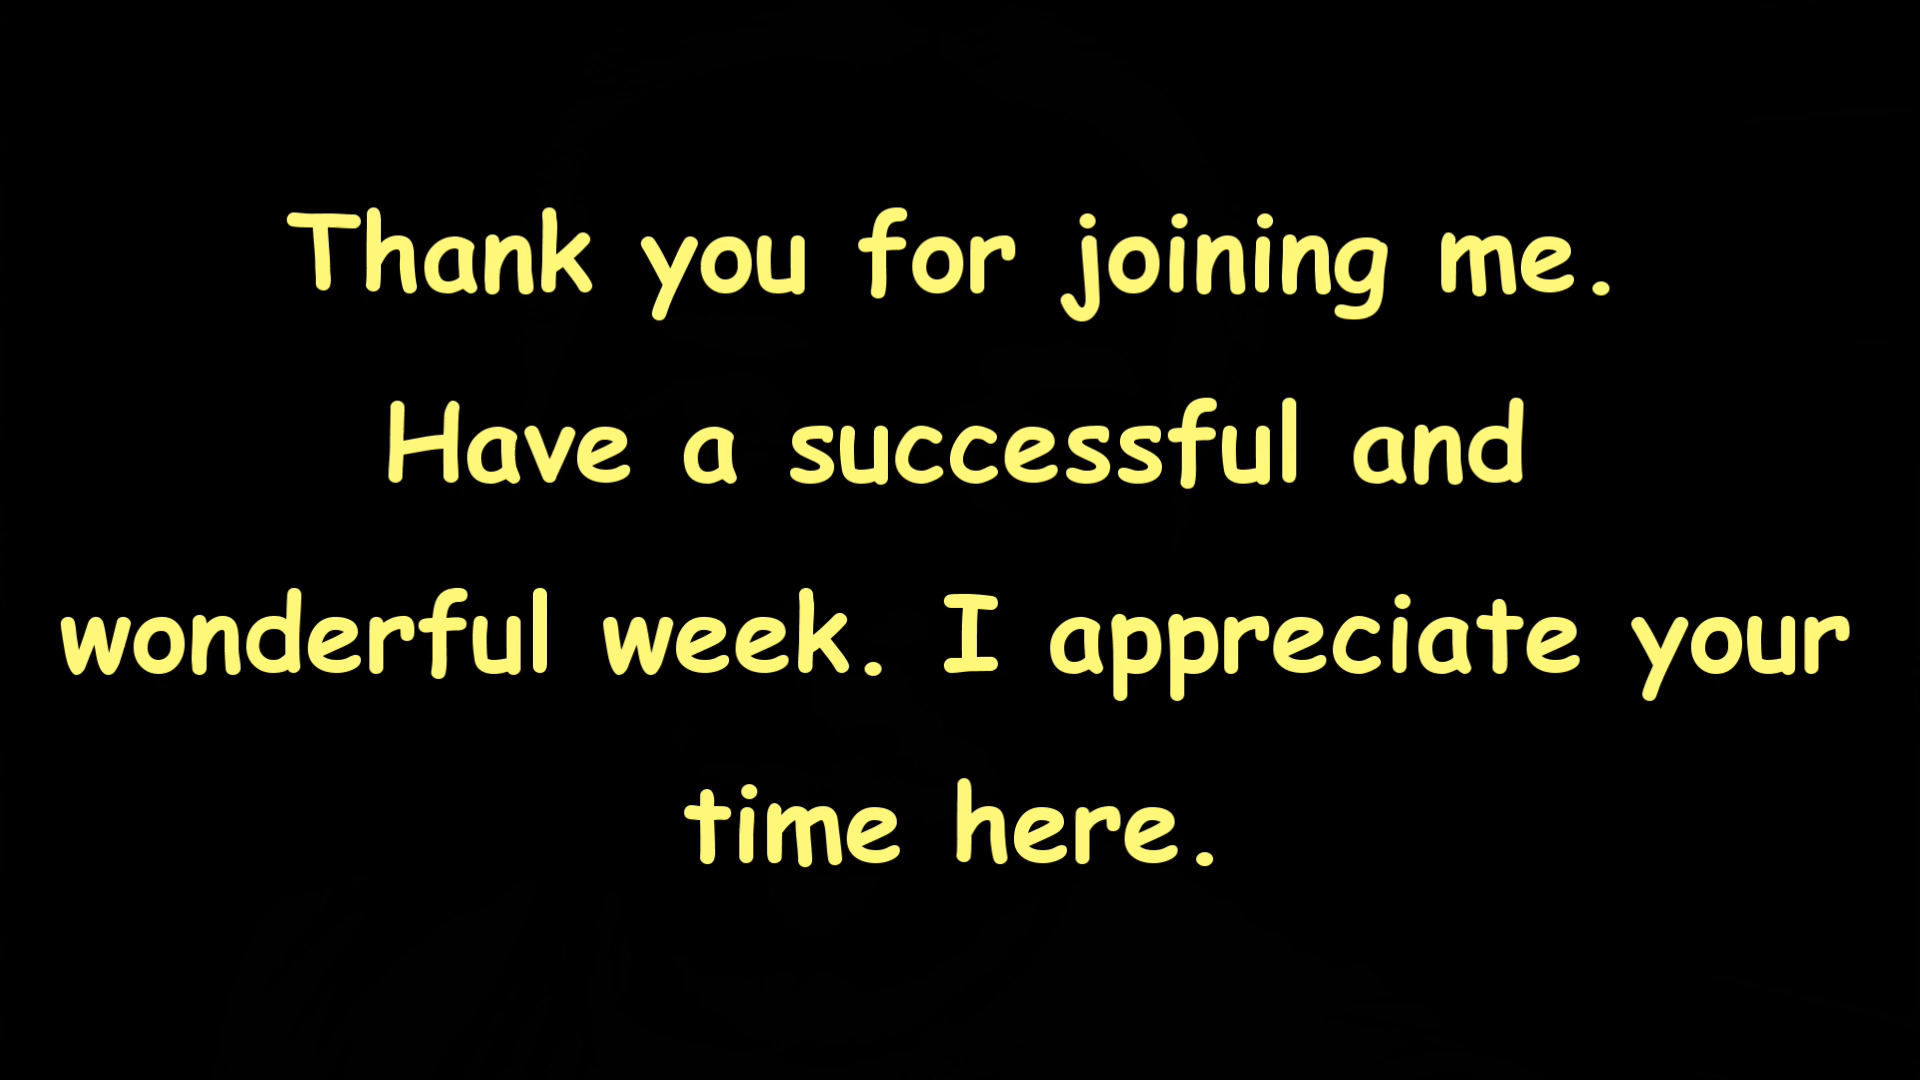 Thank you for joining me.
Have a successful and
wonderful week. I appreciate your
time here.